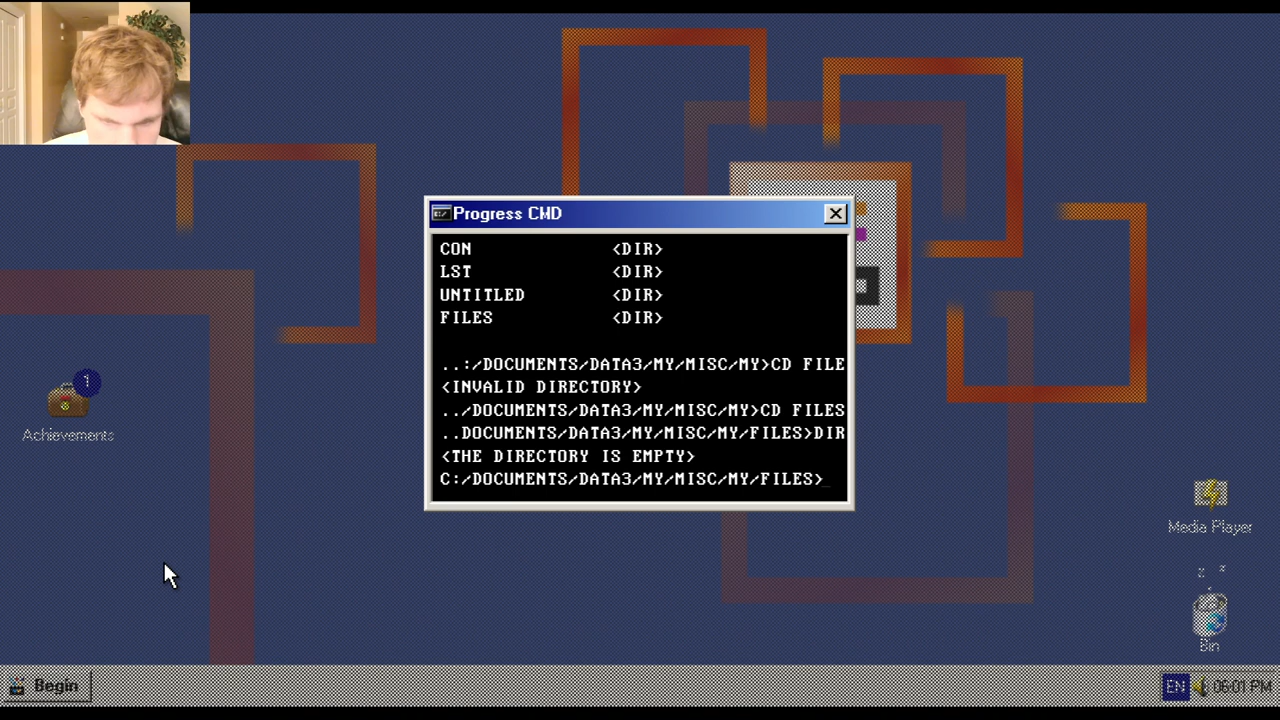 Progress CMD
CON <DIR>
LST <DIR>
UNTITLED <DIR>
FILES <DIR>
..:/DOCUMENTS/DATA3/MY/MISC/MY>CD FILE
<INVALID DIRECTORY>
../DOCUMENTS/DATA3/MY/MISC/MY>CD FILES
..DOCUMENTS/DATA3/MY/MISC/MY/FILES>DIR
<THE DIRECTORY IS EMPTY>
C:/DOCUMENTS/DATA3/MY/MISC/MY/FILES>_
1
Achievements
Media Player
z z
Bin
Begin
EN 06:01 PM